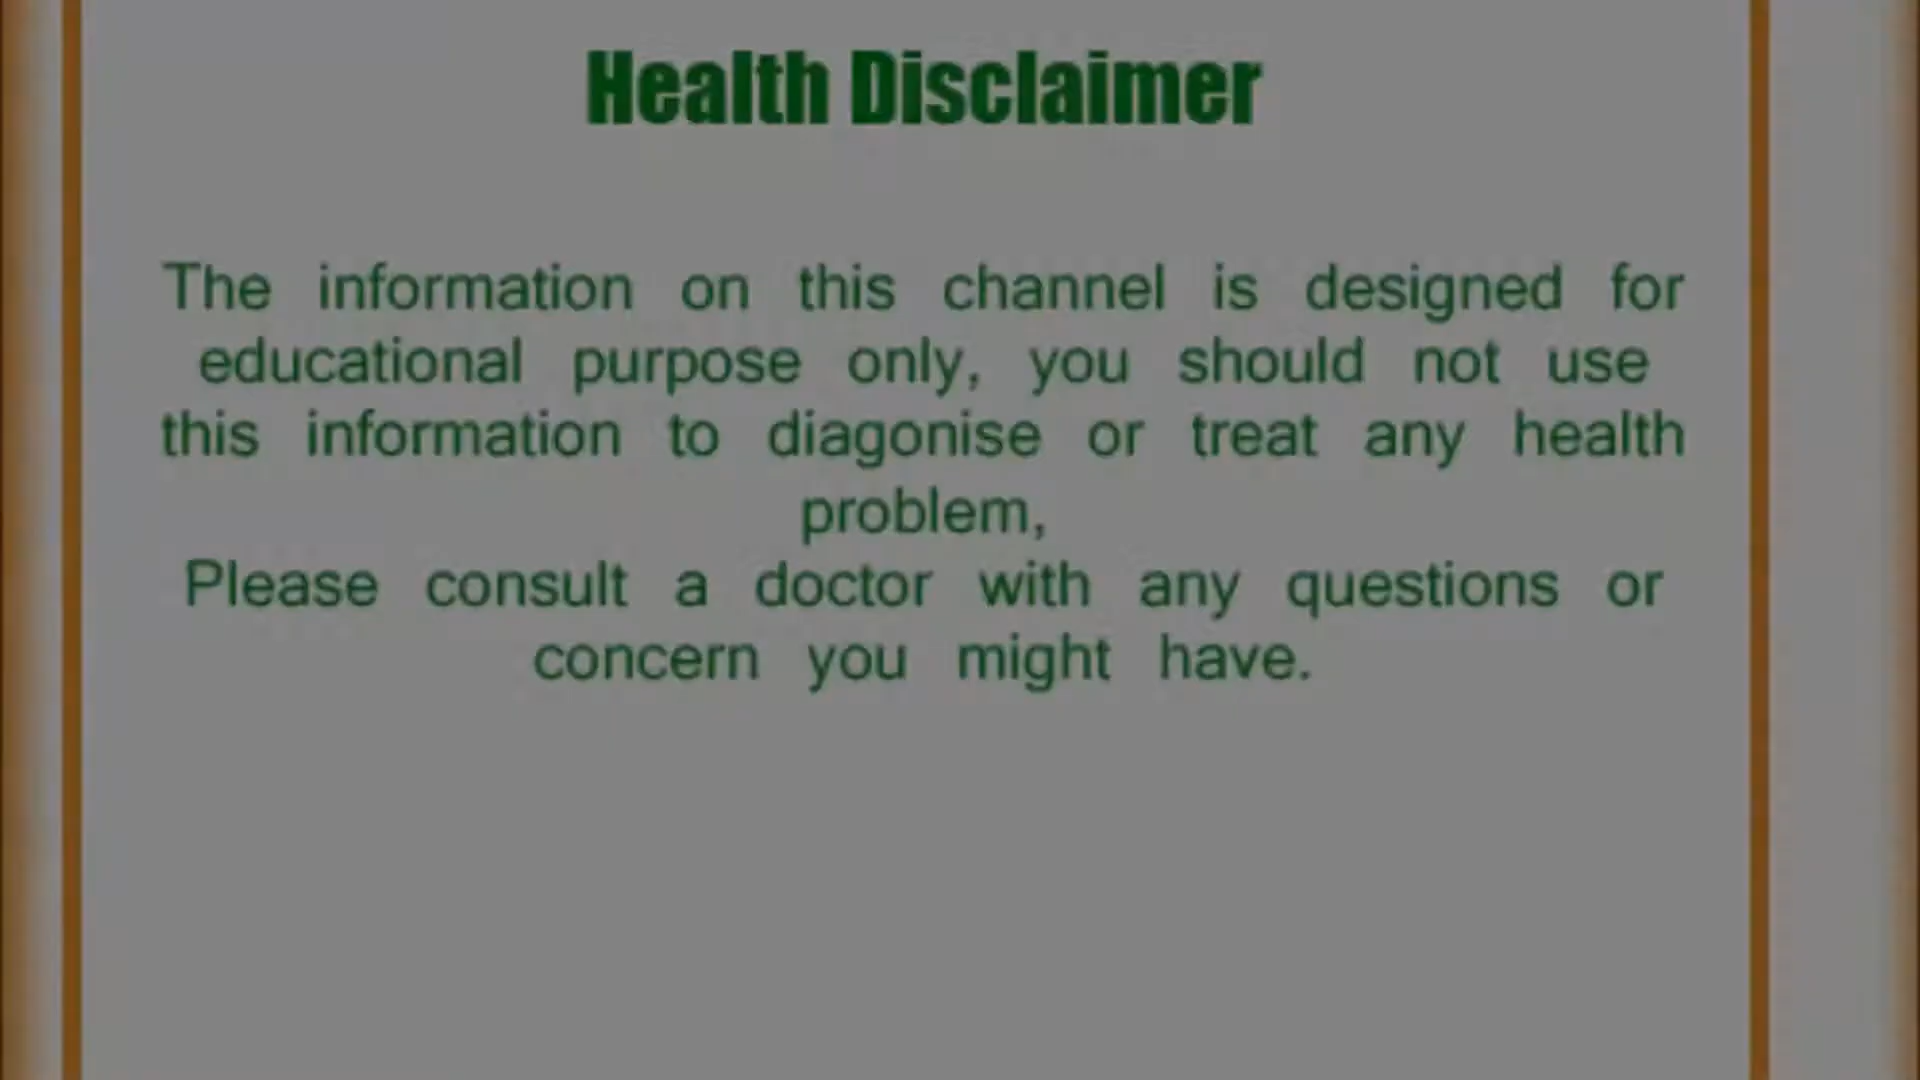 Health Disclaimer
The information on this channel is designed for
educational purpose only, you should not use
this information to diagonise or treat any health
problem,
Please consult a doctor with any questions or
concern you might have.